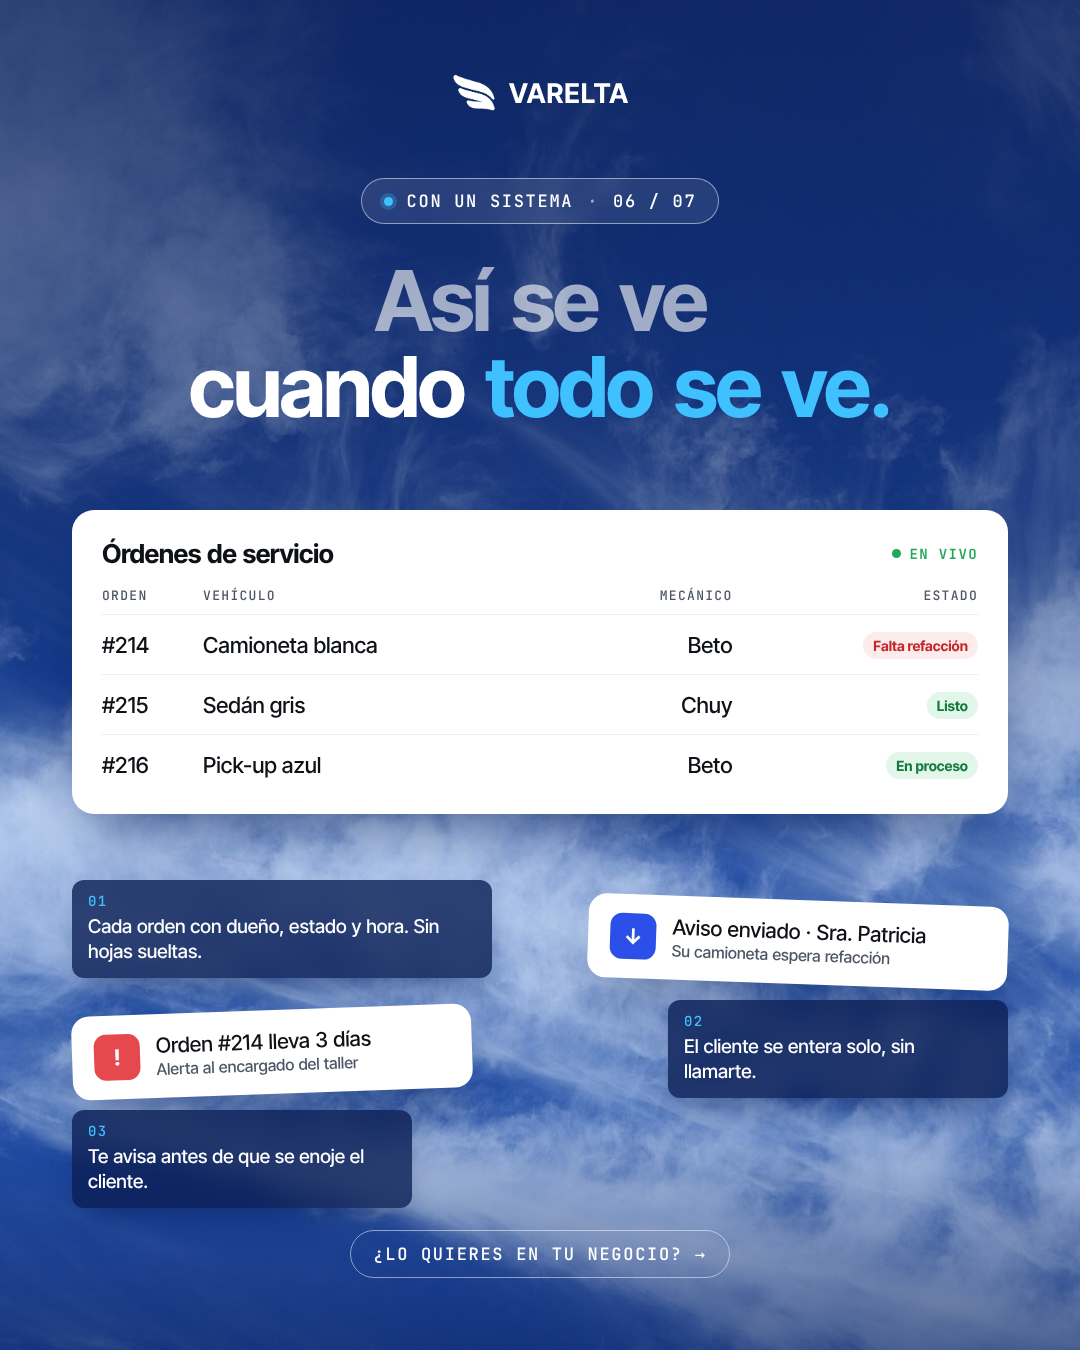 VARELTA
CON UN SISTEMA · 06 / 07
Así se ve
cuando todo se ve.
Órdenes de servicio
EN VIVO
ORDEN VEHÍCULO MECÁNICO ESTADO
#214 Camioneta blanca Beto Falta refacción
#215 Sedán gris Chuy Listo
#216 Pick-up azul Beto En proceso
01
Cada orden con dueño, estado y hora. Sin
hojas sueltas.
Aviso enviado · Sra. Patricia
Su camioneta espera refacción
02
El cliente se entera solo, sin
llamarte.
!
Orden #214 lleva 3 días
Alerta al encargado del taller
03
Te avisa antes de que se enoje el
cliente.
¿LO QUIERES EN TU NEGOCIO? →